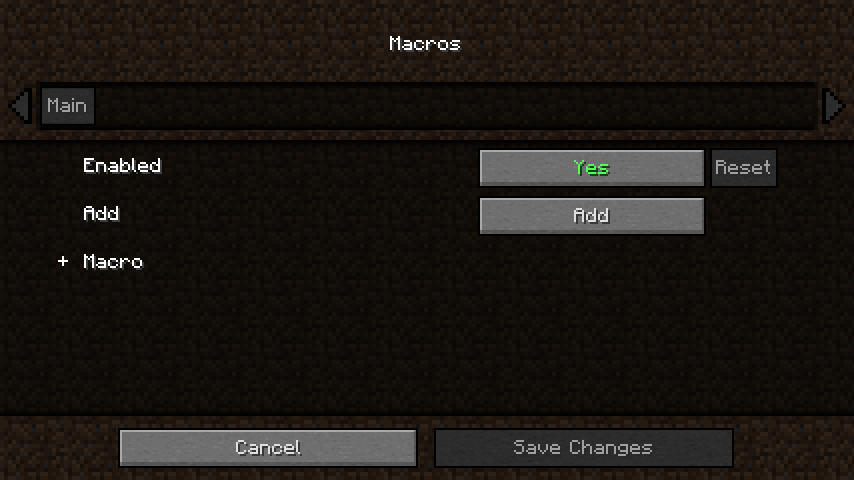 Macros
Main
Enabled Yes Reset
Add Add
+ Macro
Cancel Save Changes